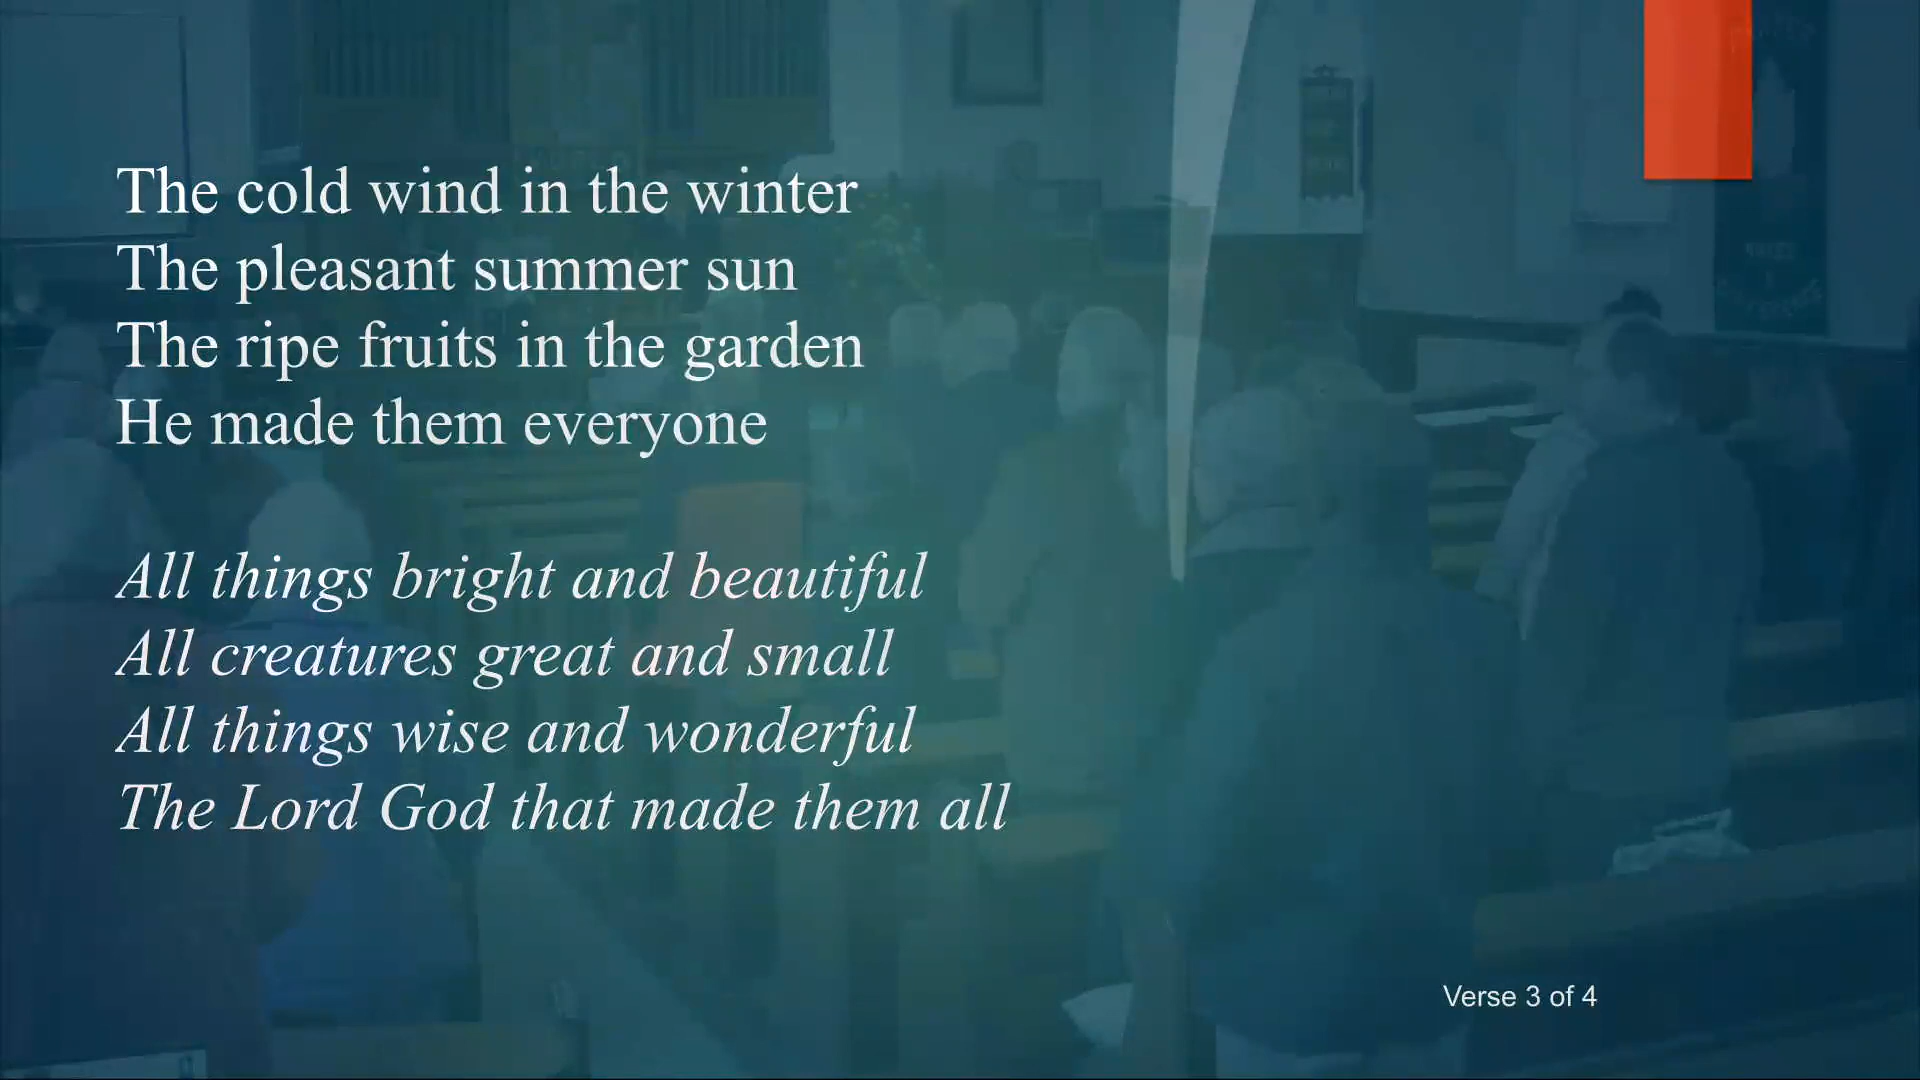 The cold wind in the winter
The pleasant summer sun
The ripe fruits in the garden
He made them everyone
All things bright and beautiful
All creatures great and small
All things wise and wonderful
The Lord God that made them all
Verse 3 of 4